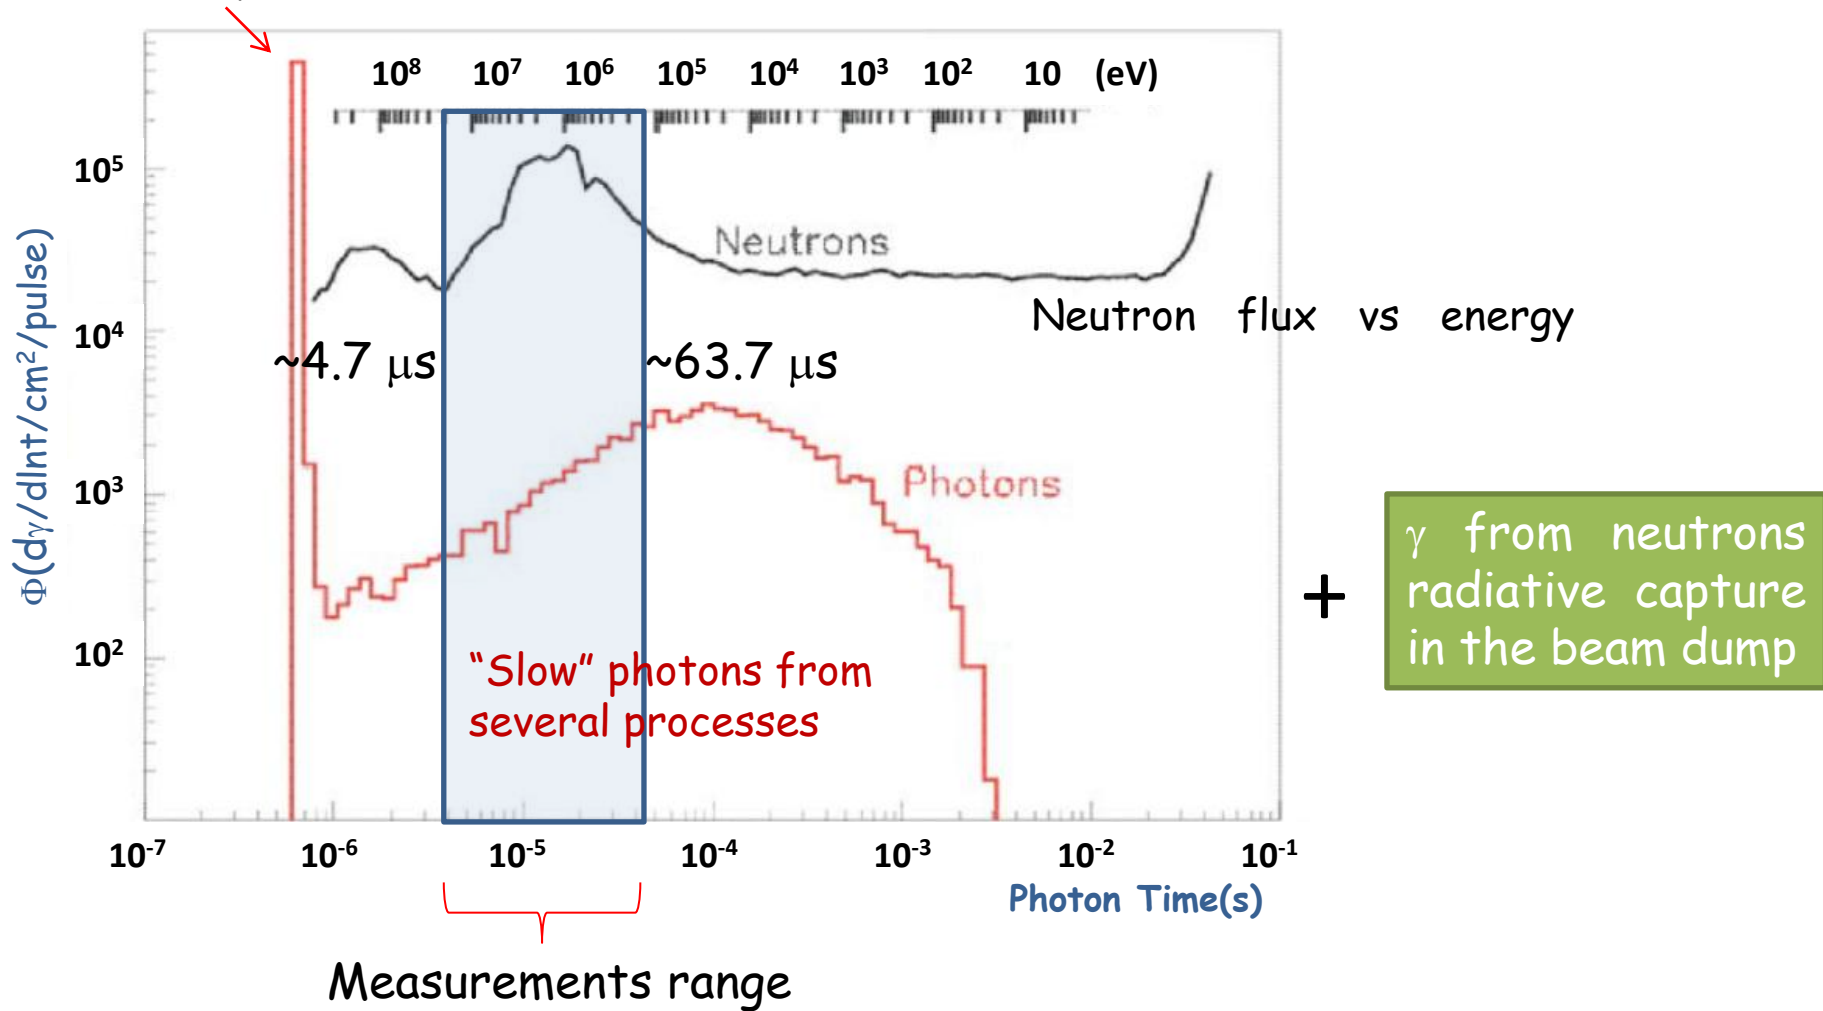 10⁸ 10⁷ 10⁶ 10⁵ 10⁴ 10³ 10² 10 (eV)
10⁵
Neutrons
Neutron flux vs energy
10⁴
~4.7 μs
~63.7 μs
Φ(dγ/dlnt/cm²/pulse)
10³
Photons
γ from neutrons
radiative capture
in the beam dump
+
10²
"Slow" photons from
several processes
10⁻⁷ 10⁻⁶ 10⁻⁵ 10⁻⁴ 10⁻³ 10⁻² 10⁻¹
Photon Time(s)
Measurements range